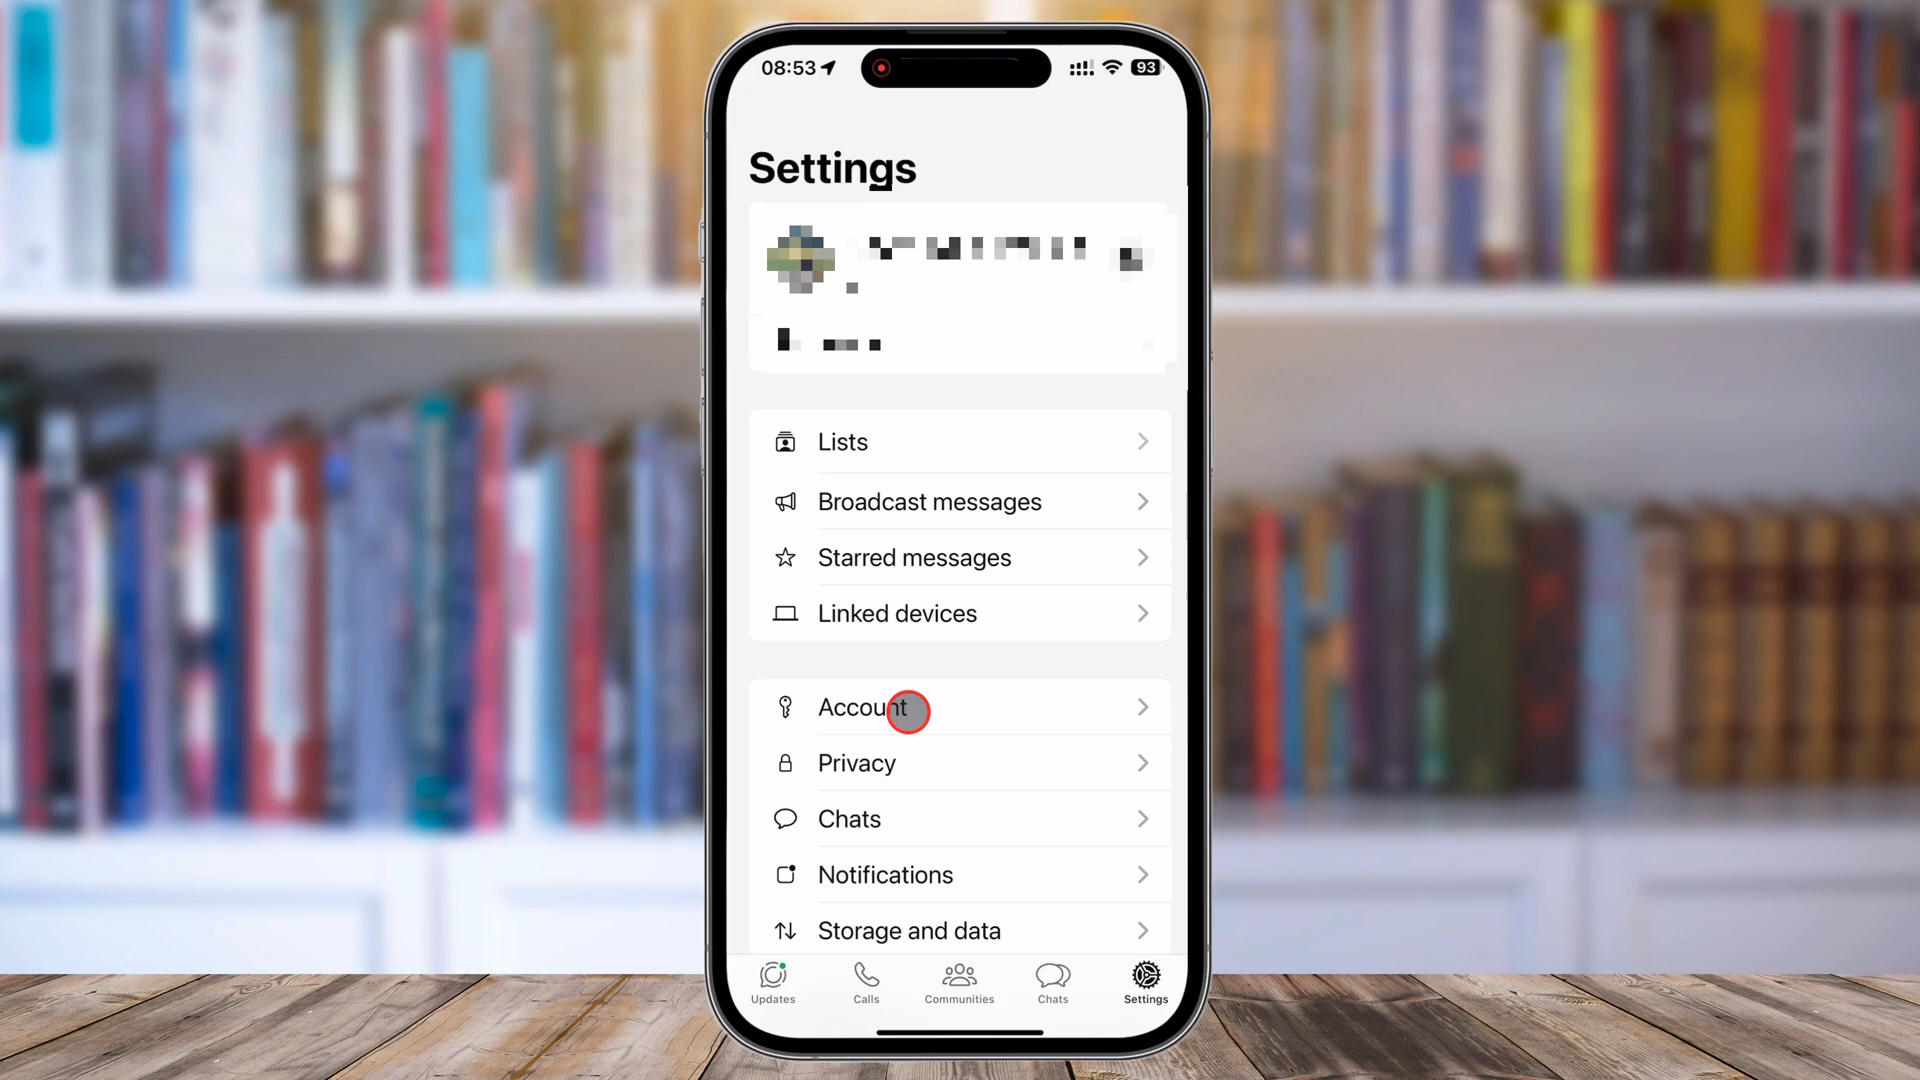 08:53
93
Settings
Lists
Broadcast messages
Starred messages
Linked devices
Account
Privacy
Chats
Notifications
Storage and data
Updates
Calls
Communities
Chats
Settings